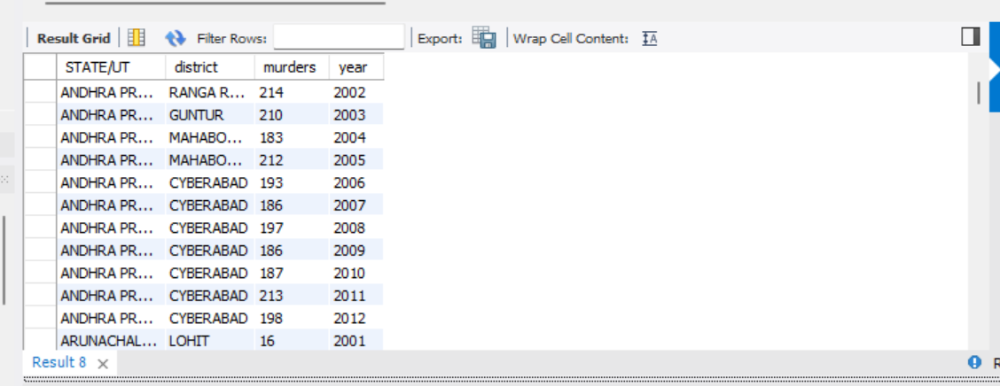 Result Grid Filter Rows: Export: Wrap Cell Content: IA
STATE/UT district murders year
ANDHRA PR... RANGA R... 214 2002
ANDHRA PR... GUNTUR 210 2003
ANDHRA PR... MAHABO... 183 2004
ANDHRA PR... MAHABO... 212 2005
ANDHRA PR... CYBERABAD 193 2006
ANDHRA PR... CYBERABAD 186 2007
ANDHRA PR... CYBERABAD 197 2008
ANDHRA PR... CYBERABAD 186 2009
ANDHRA PR... CYBERABAD 187 2010
ANDHRA PR... CYBERABAD 213 2011
ANDHRA PR... CYBERABAD 198 2012
ARUNACHAL... LOHIT 16 2001
Result 8 × R